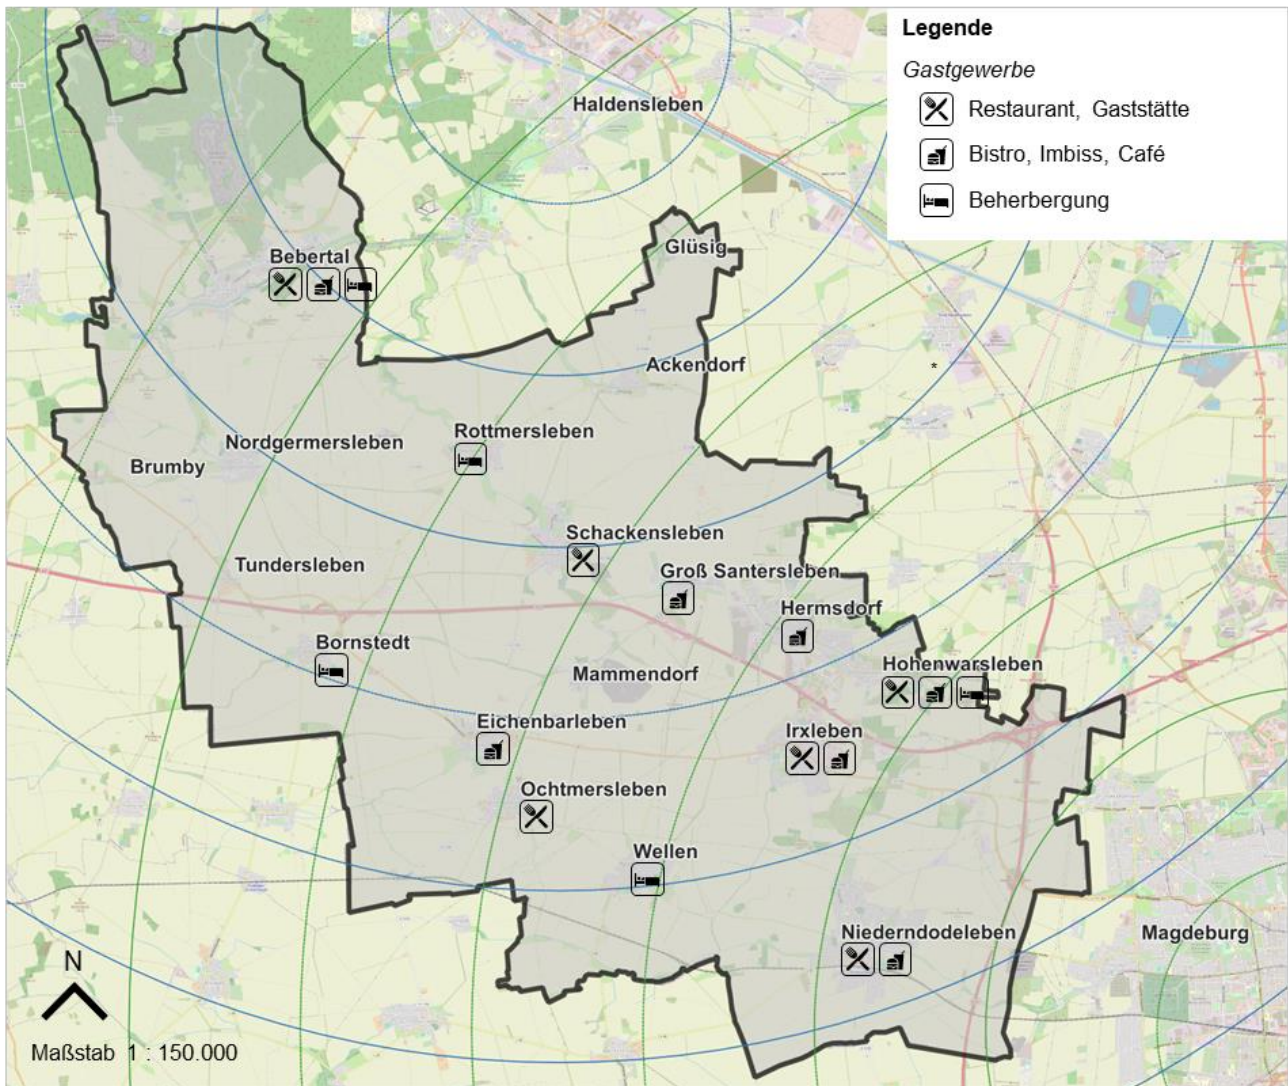 Legende
Gastgewerbe
Restaurant, Gaststätte
Bistro, Imbiss, Café
Beherbergung
Haldensleben
Glüsig
Bebertal
Ackendorf
Rottmersleben
Nordgermersleben
Brumby
Schackensleben
Tundersleben
Groß Santersleben
Hermsdorf
Bornstedt
Hohenwarsleben
Mammendorf
Eichenbarleben
Irxleben
Ochtmersleben
Wellen
Niederndodeleben
Magdeburg
N
Maßstab 1 : 150.000